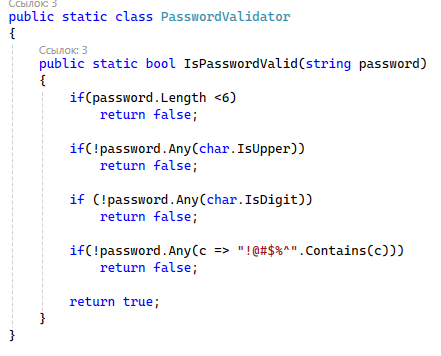 Ссылок: 3
public static class PasswordValidator
{
Ссылок: 3
public static bool IsPasswordValid(string password)
{
if(password.Length <6)
return false;
if(!password.Any(char.IsUpper))
return false;
if (!password.Any(char.IsDigit))
return false;
if(!password.Any(c => "!@#$%^".Contains(c)))
return false;
return true;
}
}